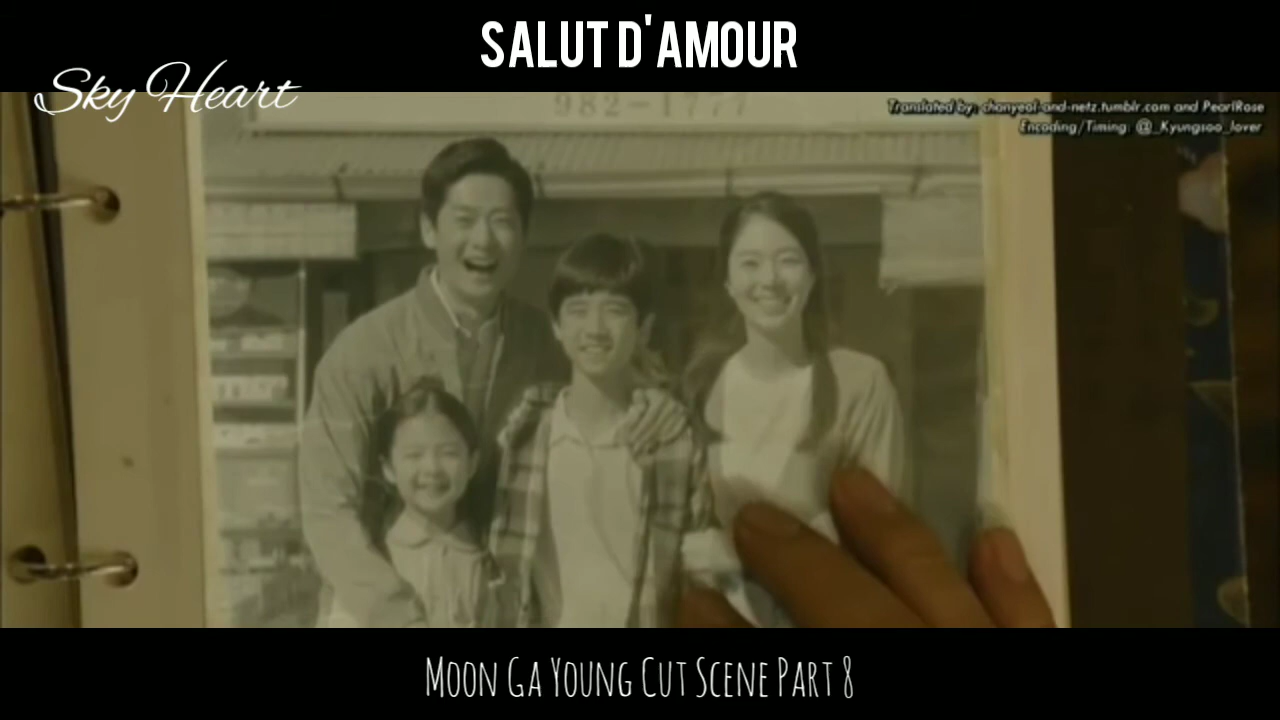 SALUT D'AMOUR
Sky Heart
982-1777
Translated by: chanyeol-and-netz.tumblr.com and PearlRose
Encoding/Timing: @_Kyungsoo_lover
MOON GA YOUNG CUT SCENE PART 8